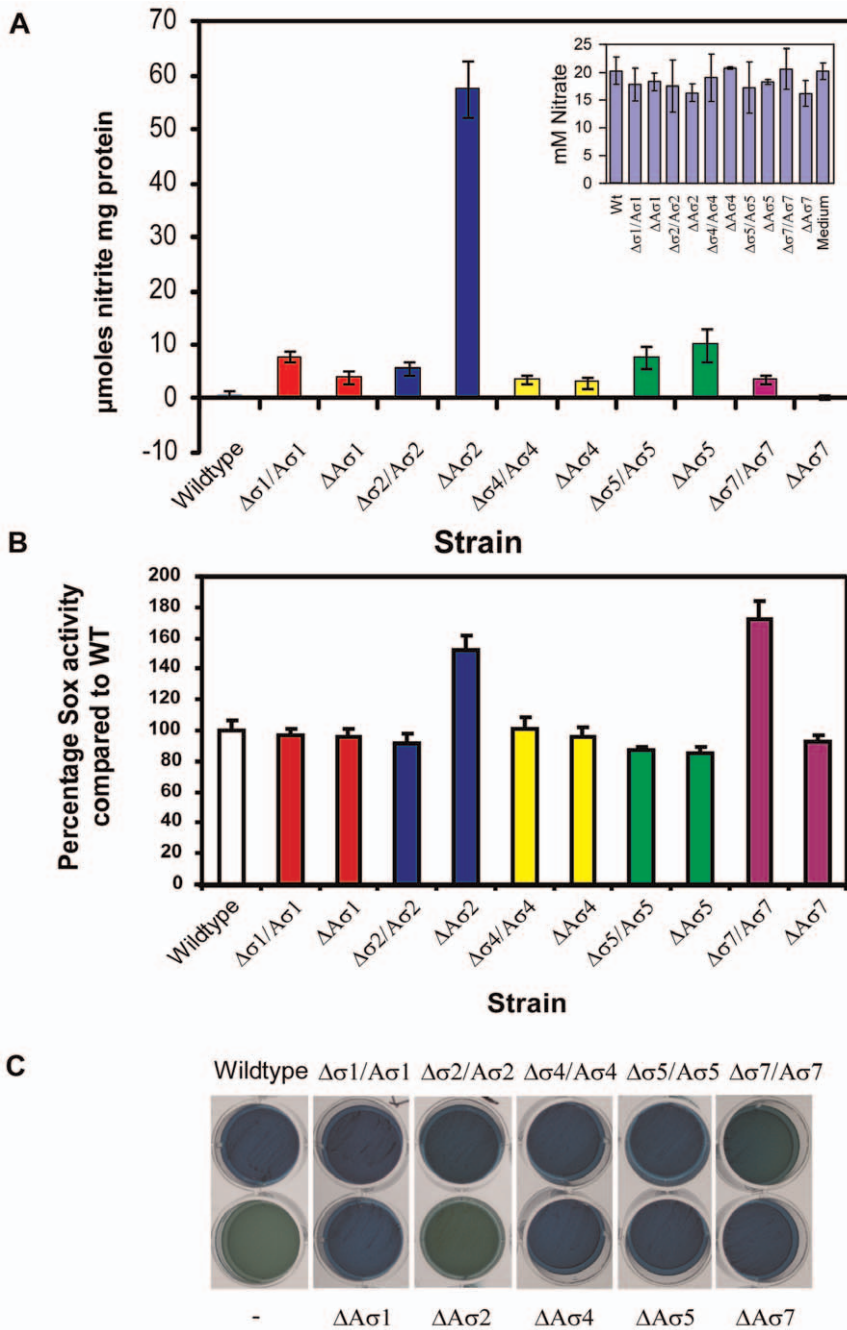 A
µmoles nitrite mg protein
70
60
50
40
30
20
10
0
-10
Wildtype
Δσ1/Aσ1
ΔAσ1
Δσ2/Aσ2
ΔAσ2
Δσ4/Aσ4
ΔAσ4
Δσ5/Aσ5
ΔAσ5
Δσ7/Aσ7
ΔAσ7
Strain
mM Nitrate
25
20
15
10
5
0
Wt
Δσ1/Aσ1
ΔAσ1
Δσ2/Aσ2
ΔAσ2
Δσ4/Aσ4
ΔAσ4
Δσ5/Aσ5
ΔAσ5
Δσ7/Aσ7
ΔAσ7
Medium
B
Percentage Sox activity
compared to WT
200
180
160
140
120
100
80
60
40
20
0
Wildtype
Δσ1/Aσ1
ΔAσ1
Δσ2/Aσ2
ΔAσ2
Δσ4/Aσ4
ΔAσ4
Δσ5/Aσ5
ΔAσ5
Δσ7/Aσ7
ΔAσ7
Strain
C
Wildtype Δσ1/Aσ1 Δσ2/Aσ2 Δσ4/Aσ4 Δσ5/Aσ5 Δσ7/Aσ7
- ΔAσ1 ΔAσ2 ΔAσ4 ΔAσ5 ΔAσ7